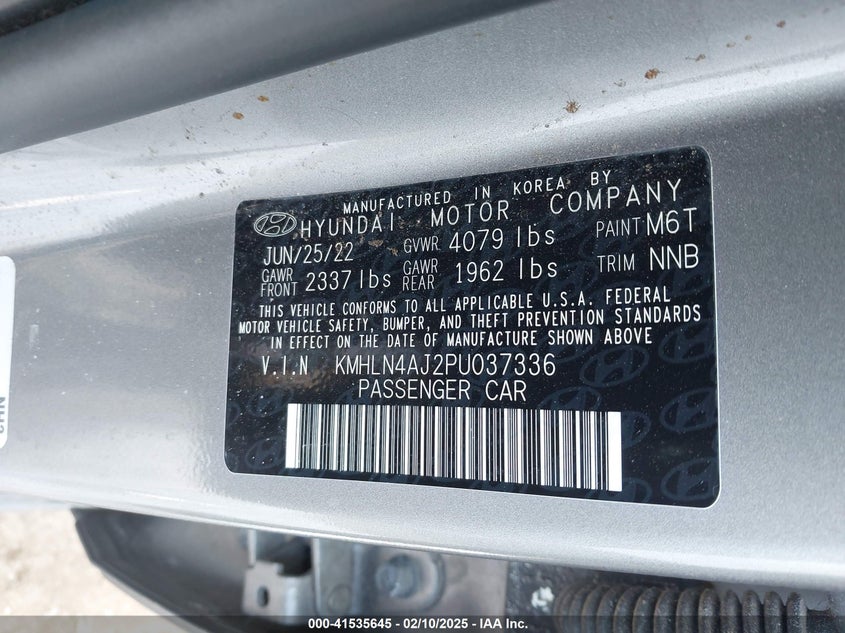 MANUFACTURED IN KOREA BY
HYUNDAI MOTOR COMPANY
JUN/25/22 GVWR 4079 lbs PAINT M6T
GAWR FRONT 2337 lbs GAWR REAR 1962 lbs TRIM NNB
THIS VEHICLE CONFORMS TO ALL APPLICABLE U.S.A. FEDERAL
MOTOR VEHICLE SAFETY, BUMPER, AND THEFT PREVENTION STANDARDS
IN EFFECT ON THE DATE OF MANUFACTURE SHOWN ABOVE
V.I.N KMHLN4AJ2PU037336
PASSENGER CAR
000-41535645 - 02/10/2025 - IAA Inc.